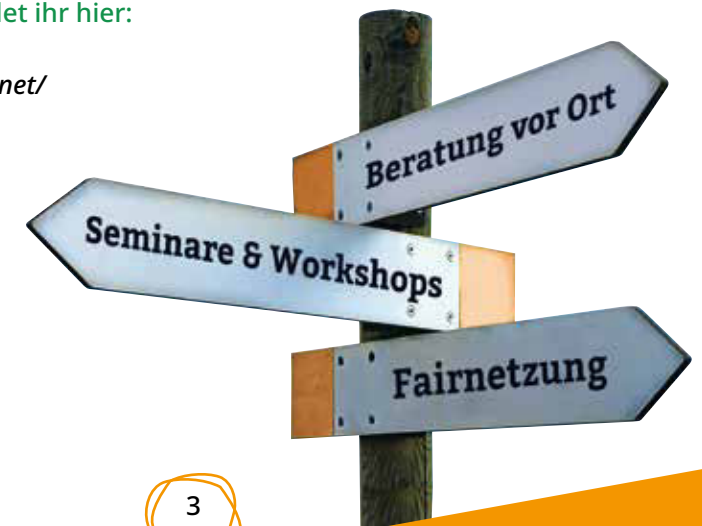 let ihr hier:
net/
Beratung vor Ort
Seminare & Workshops
Fairnetzung
3